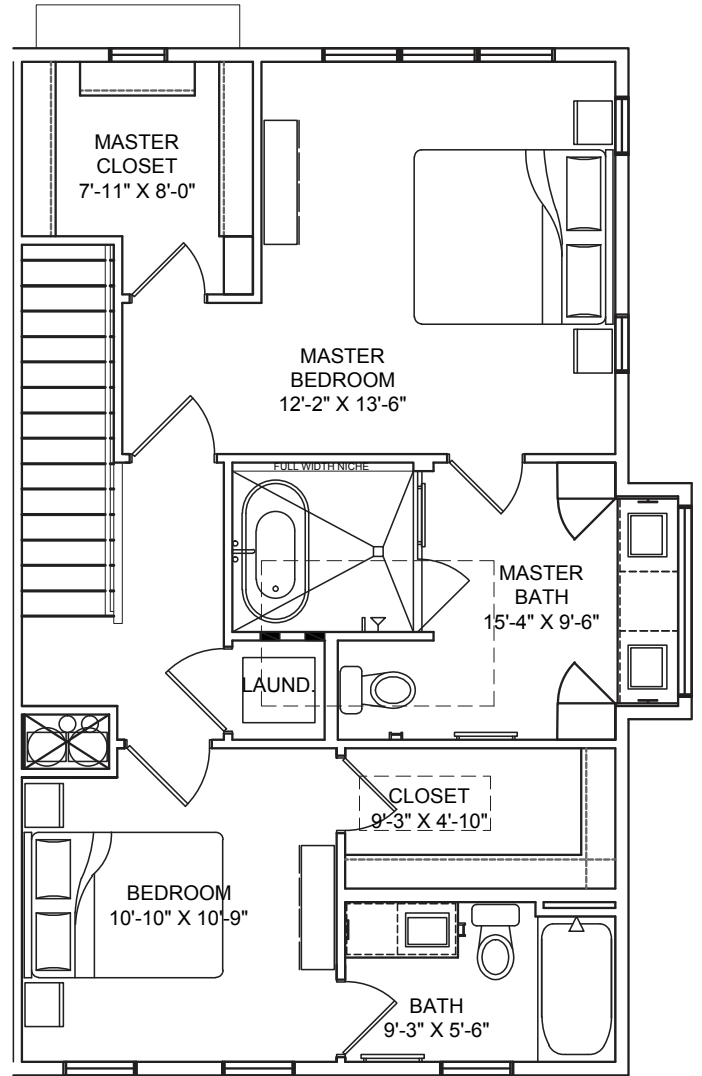 MASTER
CLOSET
7'-11" X 8'-0"
MASTER
BEDROOM
12'-2" X 13'-6"
FULL WIDTH NICHE
MASTER
BATH
15'-4" X 9'-6"
LAUND.
CLOSET
9'-3" X 4'-10"
BEDROOM
10'-10" X 10'-9"
BATH
9'-3" X 5'-6"